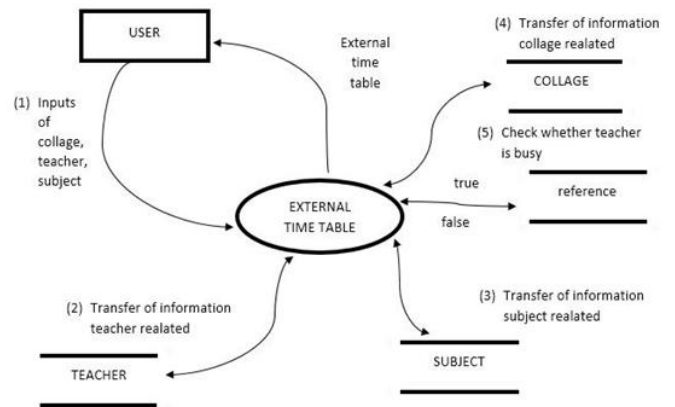 USER
External
time
table
(4) Transfer of information
collage realated
COLLAGE
(1) Inputs
of
collage,
teacher,
subject
(5) Check whether teacher
is busy
true
reference
false
EXTERNAL
TIME TABLE
(2) Transfer of information
teacher realated
(3) Transfer of information
subject realated
TEACHER
SUBJECT